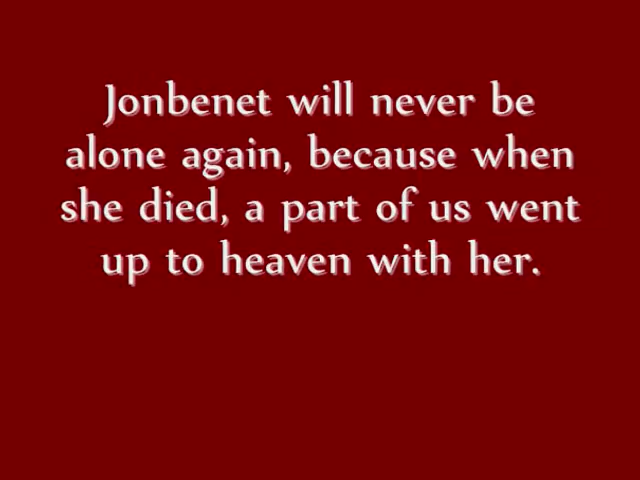 Jonbenet will never be
alone again, because when
she died, a part of us went
up to heaven with her.